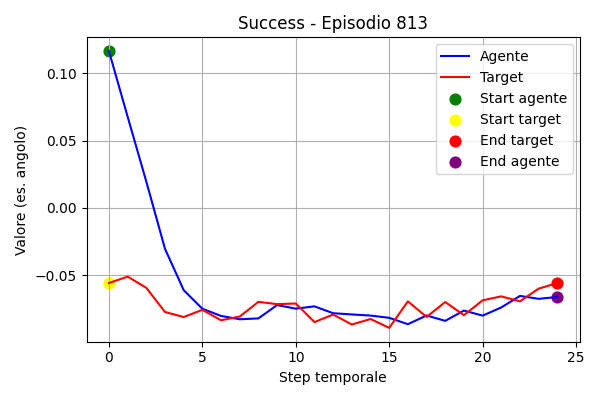 Success - Episodio 813
Valore (es. angolo)
0.10
0.05
0.00
−0.05
0
5
10
15
20
25
Step temporale
Agente
Target
Start agente
Start target
End target
End agente